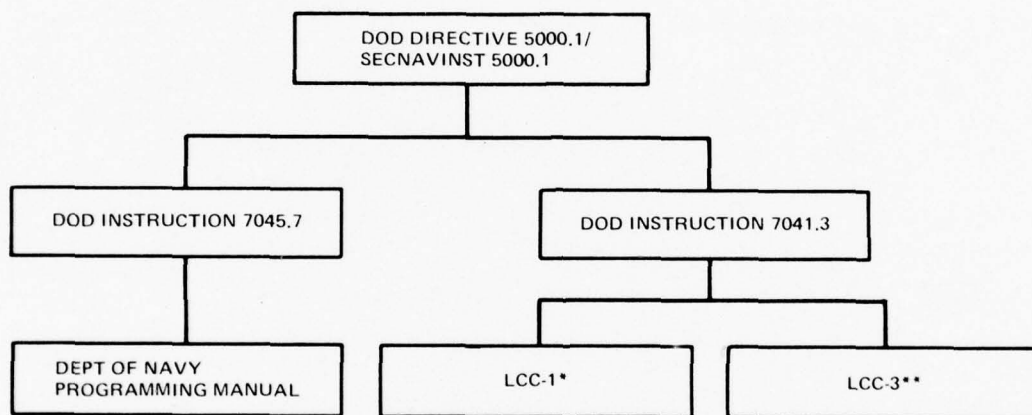 DOD DIRECTIVE 5000.1/
SECNAVINST 5000.1
DOD INSTRUCTION 7045.7
DOD INSTRUCTION 7041.3
DEPT OF NAVY
PROGRAMMING MANUAL
LCC-1*
LCC-3**